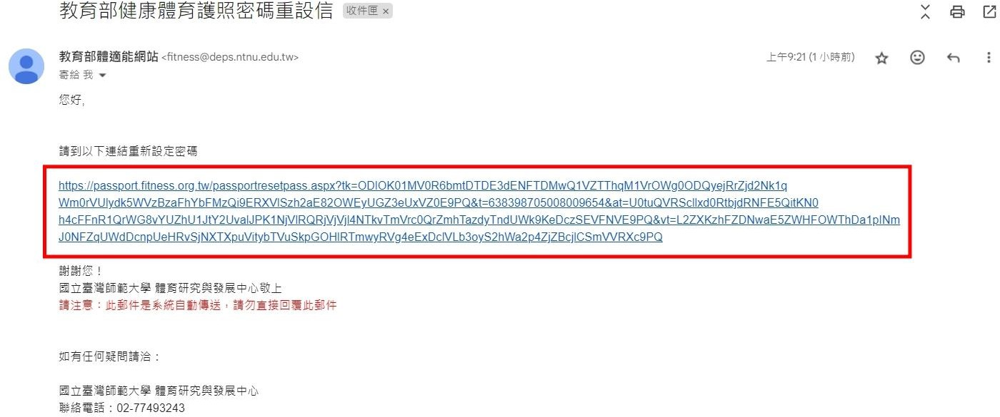 教育部健康體育護照密碼重設信 收件匣 ×
教育部體適能網站 <fitness@deps.ntnu.edu.tw> 上午9:21 (1 小時前)
寄給 我
您好,
請到以下連結重新設定密碼
https://passport.fitness.org.tw/passportresetpass.aspx?tk=ODlOK01MV0R6bmtDTDE3dENFTDMwQ1VZTThqM1VrOWg0ODQyejRrZjd2Nk1q
Wm0rVUlydk5WVzBzaFhYbFMzQi9ERXVlSzh2aE82OWEyUGZ3eUxVZ0E9PQ&t=638398705008009654&at=U0tuQVRScllxd0RtbjdRNFE5QitKN0
h4cFFnR1QrWG8vYUZhU1JtY2UvalJPK1NjVlRQRjVjVjl4NTkvTmVrc0QrZmhTazdyTndUWk9KeDczSEVFNVE9PQ&vt=L2ZXKzhFZDNwaE5ZWHFOWThDa1plNm
J0NFZqUWdDcnpUeHRvSjNXTXpuVitybTVuSkpGOHlRTmwyRVg4eExDclVLb3oyS2hWa2p4ZjZBcjlCSmVVRXc9PQ
謝謝您！
國立臺灣師範大學 體育研究與發展中心敬上
請注意：此郵件是系統自動傳送，請勿直接回覆此郵件
如有任何疑問請洽：
國立臺灣師範大學 體育研究與發展中心
聯絡電話：02-77493243